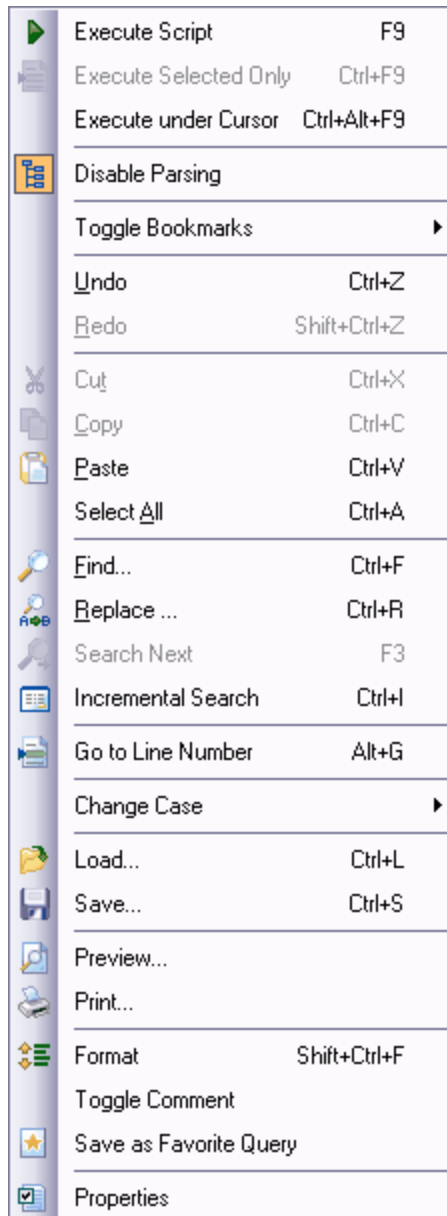 Execute Script F9
Execute Selected Only Ctrl+F9
Execute under Cursor Ctrl+Alt+F9
Disable Parsing
Toggle Bookmarks
Undo Ctrl+Z
Redo Shift+Ctrl+Z
Cut Ctrl+X
Copy Ctrl+C
Paste Ctrl+V
Select All Ctrl+A
Find... Ctrl+F
Replace ... Ctrl+R
Search Next F3
Incremental Search Ctrl+I
Go to Line Number Alt+G
Change Case
Load... Ctrl+L
Save... Ctrl+S
Preview...
Print...
Format Shift+Ctrl+F
Toggle Comment
Save as Favorite Query
Properties